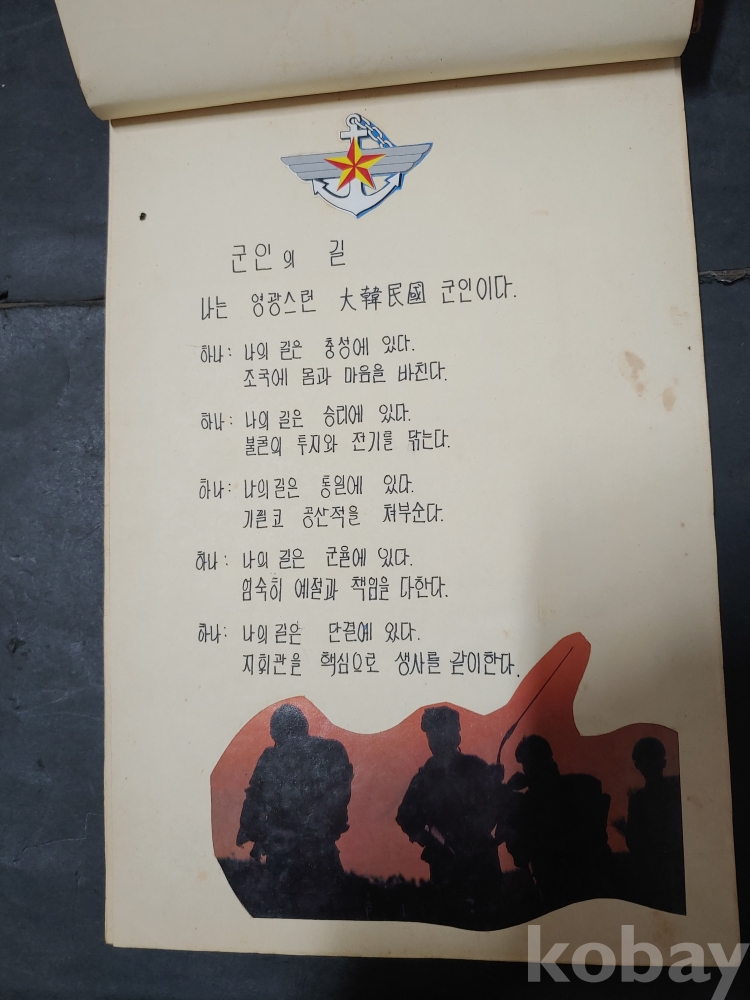 군인의 길
나는 영광스런 大韓民國 군인이다.
하나: 나의 길은 충성에 있다.
조국에 몸과 마음을 바친다.
하나: 나의 길은 승리에 있다.
불굴의 투지와 전기를 닦는다.
하나: 나의 길은 통일에 있다.
기필코 공산적을 쳐부순다.
하나: 나의 길은 군율에 있다.
엄숙히 예절과 책임을 다한다.
하나: 나의 길은 단결에 있다.
지휘관을 핵심으로 생사를 같이한다.
kobay